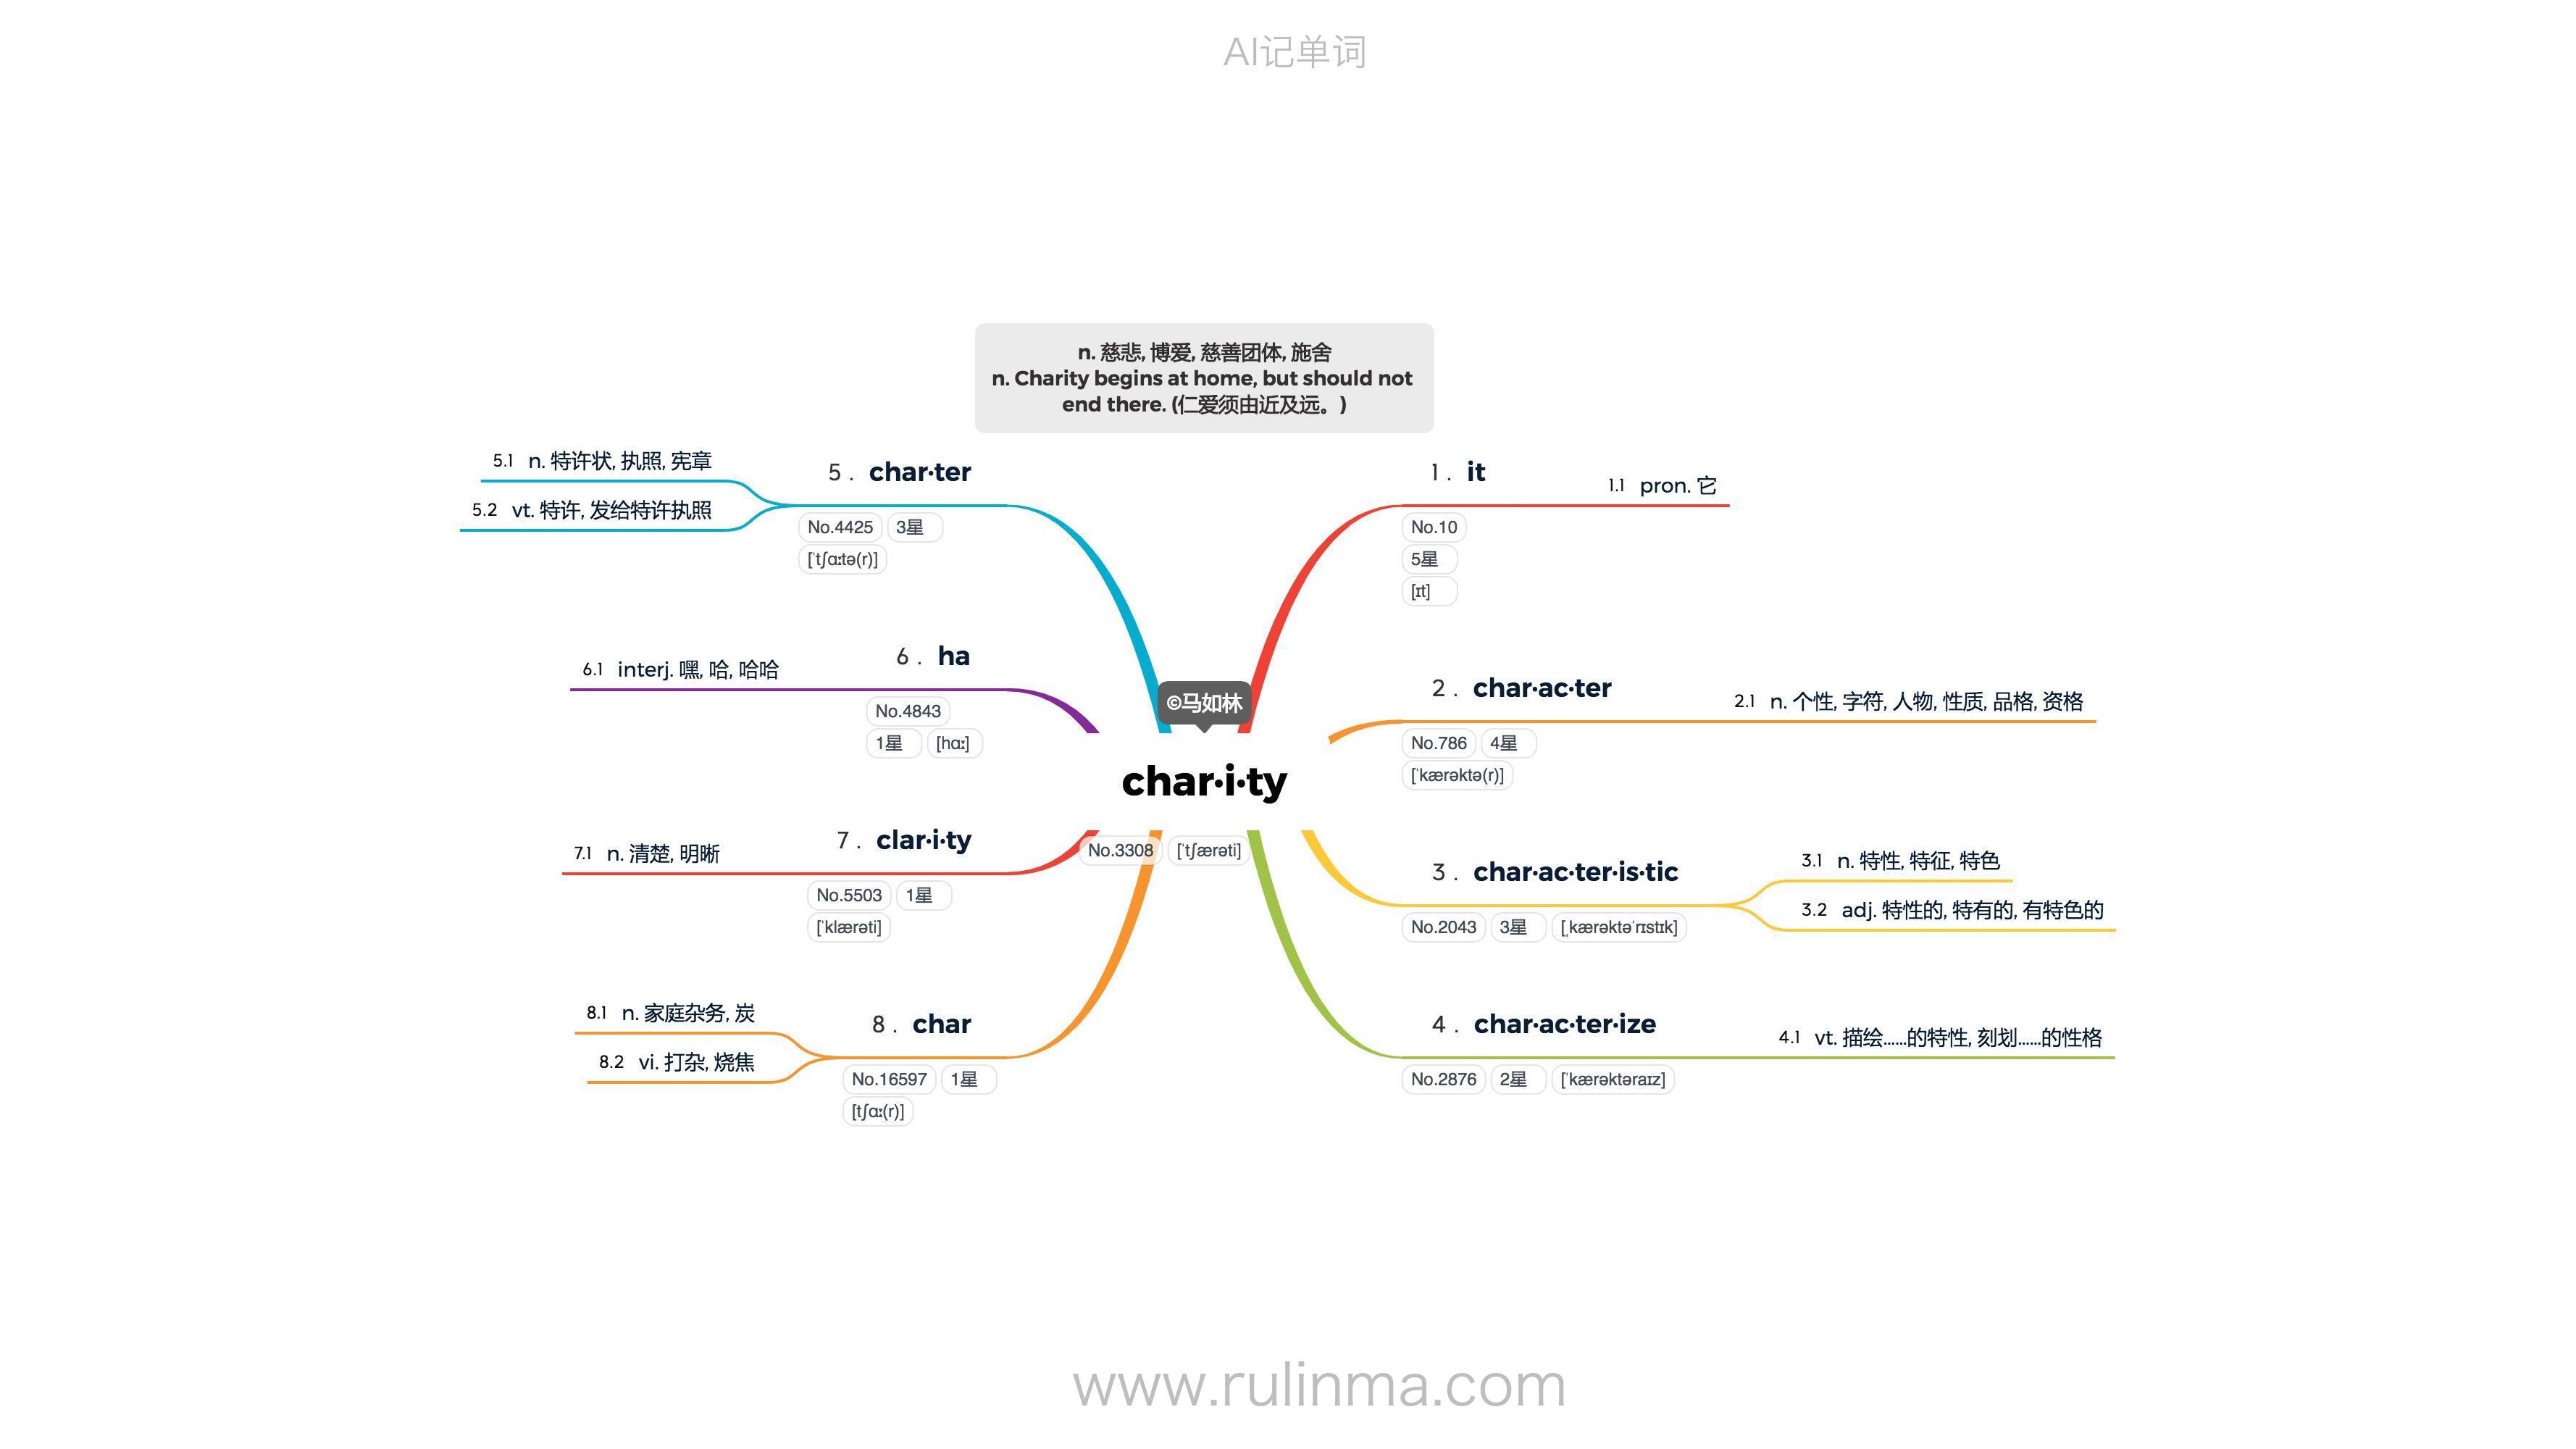 AI记单词
n. 慈悲, 博爱, 慈善团体, 施舍
n. Charity begins at home, but should not
end there. (仁爱须由近及远。)
©马如林
char·i·ty
No.3308 [ˈtʃærəti]
1. it
No.10
5星
[ɪt]
1.1 pron. 它
2. char·ac·ter
No.786 4星
[ˈkærəktə(r)]
2.1 n. 个性, 字符, 人物, 性质, 品格, 资格
3. char·ac·ter·is·tic
No.2043 3星 [ˌkærəktəˈrɪstɪk]
3.1 n. 特性, 特征, 特色
3.2 adj. 特性的, 特有的, 有特色的
4. char·ac·ter·ize
No.2876 2星 [ˈkærəktəraɪz]
4.1 vt. 描绘……的特性, 刻划……的性格
5. char·ter
No.4425 3星
[ˈtʃɑːtə(r)]
5.1 n. 特许状, 执照, 宪章
5.2 vt. 特许, 发给特许执照
6. ha
No.4843
1星 [hɑː]
6.1 interj. 嘿, 哈, 哈哈
7. clar·i·ty
No.5503 1星
[ˈklærəti]
7.1 n. 清楚, 明晰
8. char
No.16597 1星
[tʃɑː(r)]
8.1 n. 家庭杂务, 炭
8.2 vi. 打杂, 烧焦
www.rulinma.com